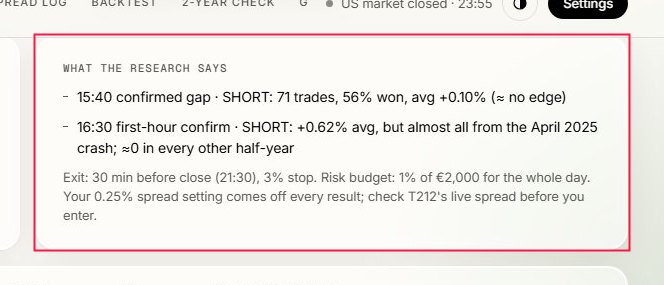 SPREAD LOG BACKTEST 2-YEAR CHECK G US market closed · 23:55 Settings
WHAT THE RESEARCH SAYS
- 15:40 confirmed gap · SHORT: 71 trades, 56% won, avg +0.10% (≈ no edge)
- 16:30 first-hour confirm · SHORT: +0.62% avg, but almost all from the April 2025
crash; ≈0 in every other half-year
Exit: 30 min before close (21:30), 3% stop. Risk budget: 1% of €2,000 for the whole day.
Your 0.25% spread setting comes off every result; check T212's live spread before you
enter.